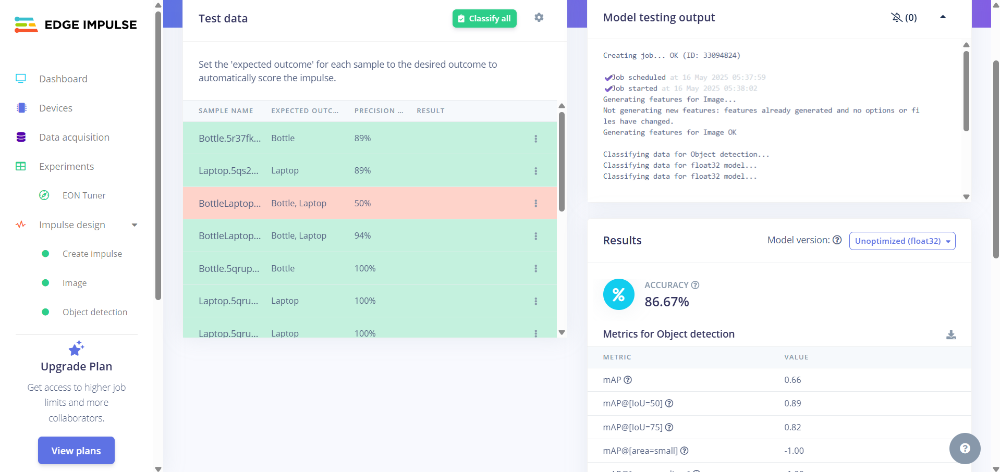 EDGE IMPULSE
Dashboard
Devices
Data acquisition
Experiments
EON Tuner
Impulse design
Create impulse
Image
Object detection
Upgrade Plan
Get access to higher job
limits and more
collaborators.
View plans
Test data
Classify all
Set the 'expected outcome' for each sample to the desired outcome to
automatically score the impulse.
SAMPLE NAME EXPECTED OUTC... PRECISION ... RESULT
Bottle.5r37fk... Bottle 89%
Laptop.5qs2... Laptop 89%
BottleLaptop... Bottle, Laptop 50%
BottleLaptop... Bottle, Laptop 94%
Bottle.5qrup... Bottle 100%
Laptop.5qru... Laptop 100%
Laptop.5qru... Laptop 100%
Model testing output
(0)
Creating job... OK (ID: 33094824)
Job scheduled at 16 May 2025 05:37:59
Job started at 16 May 2025 05:38:02
Generating features for Image...
Not generating new features: features already generated and no options or fi
les have changed.
Generating features for Image OK
Classifying data for Object detection...
Classifying data for float32 model...
Classifying data for float32 model...
Results
Model version: Unoptimized (float32)
%
ACCURACY
86.67%
Metrics for Object detection
METRIC VALUE
mAP 0.66
mAP@[IoU=50] 0.89
mAP@[IoU=75] 0.82
mAP@[area=small] -1.00